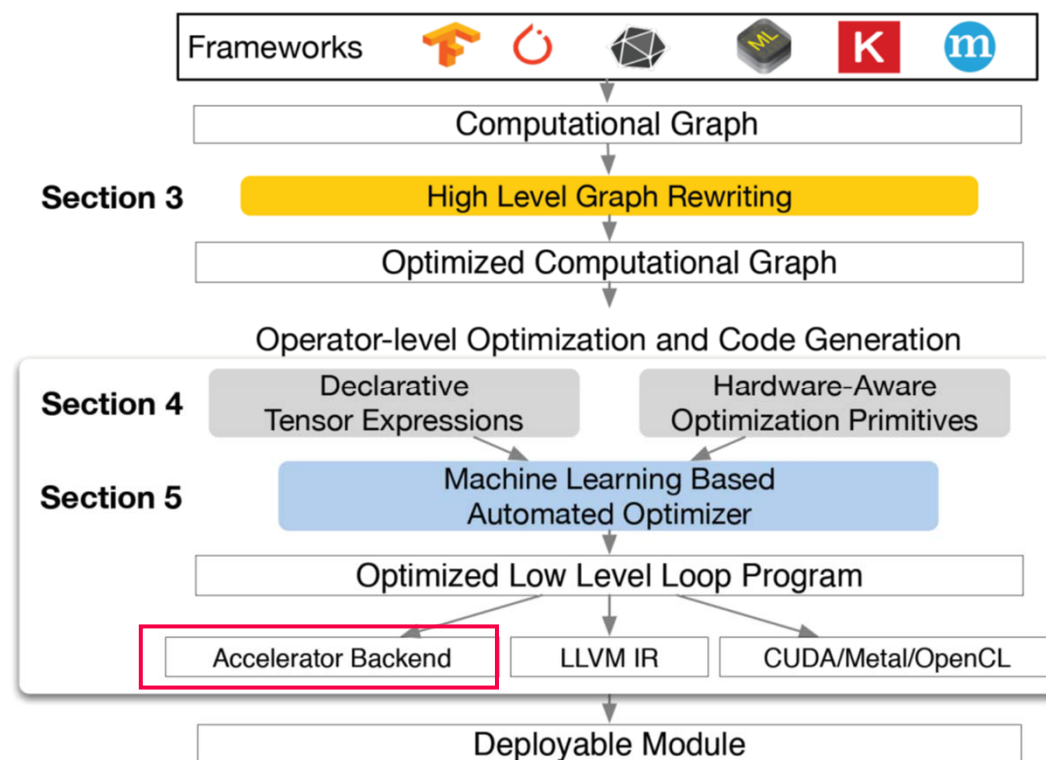 Frameworks
ML
K
m
Computational Graph
Section 3
High Level Graph Rewriting
Optimized Computational Graph
Operator-level Optimization and Code Generation
Section 4
Declarative
Tensor Expressions
Hardware-Aware
Optimization Primitives
Section 5
Machine Learning Based
Automated Optimizer
Optimized Low Level Loop Program
Accelerator Backend
LLVM IR
CUDA/Metal/OpenCL
Deployable Module